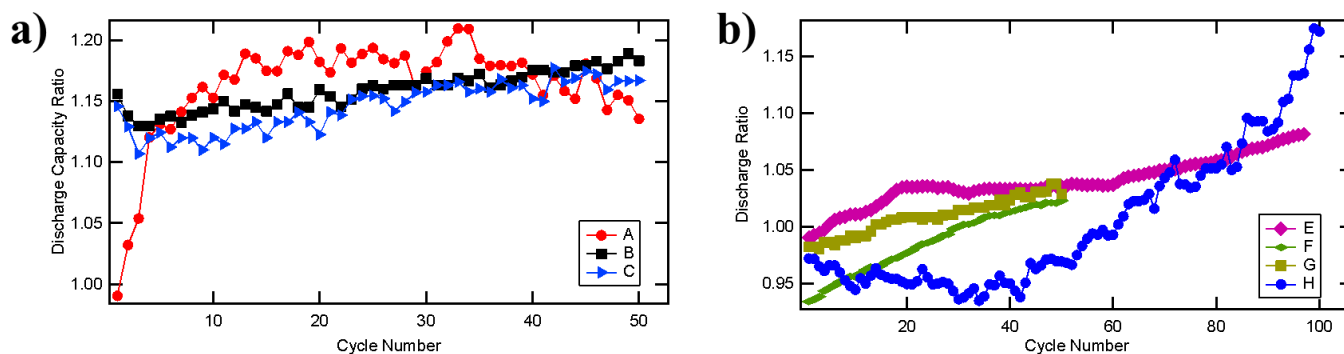 a)
1.20
1.15
1.10
1.05
1.00
Discharge Capacity Ratio
10
20
30
40
50
Cycle Number
A
B
C
b)
1.15
1.10
1.05
1.00
0.95
Discharge Ratio
20
40
60
80
100
Cycle Number
E
F
G
H